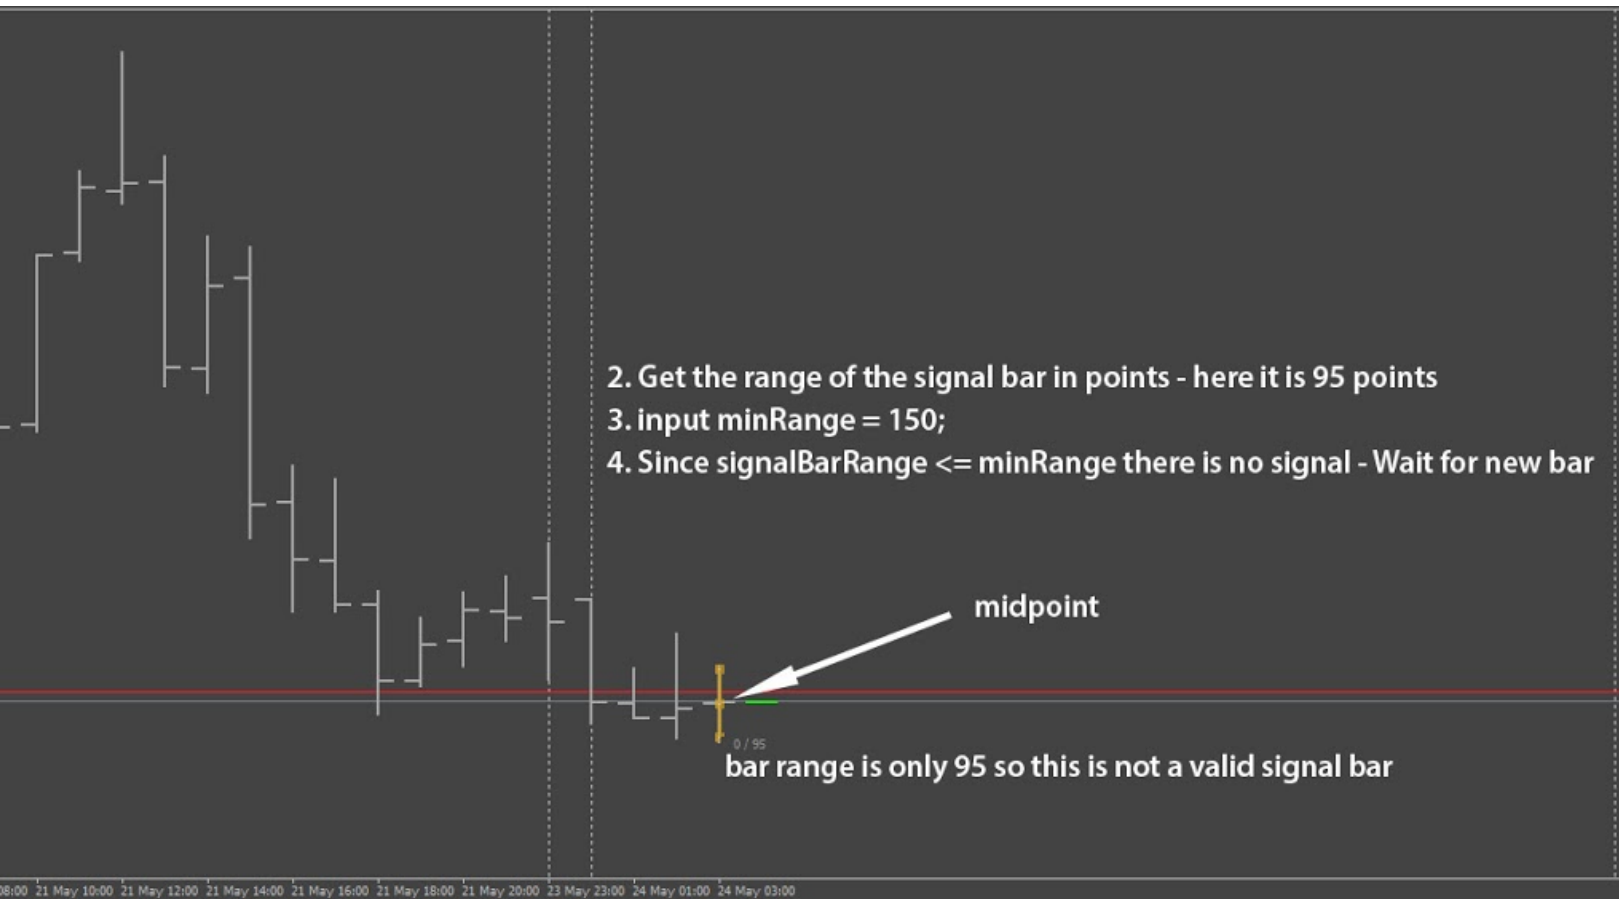 2. Get the range of the signal bar in points - here it is 95 points
3. input minRange = 150;
4. Since signalBarRange <= minRange there is no signal - Wait for new bar
midpoint
0 / 95
bar range is only 95 so this is not a valid signal bar
08:00 21 May 10:00 21 May 12:00 21 May 14:00 21 May 16:00 21 May 18:00 21 May 20:00 23 May 23:00 24 May 01:00 24 May 03:00